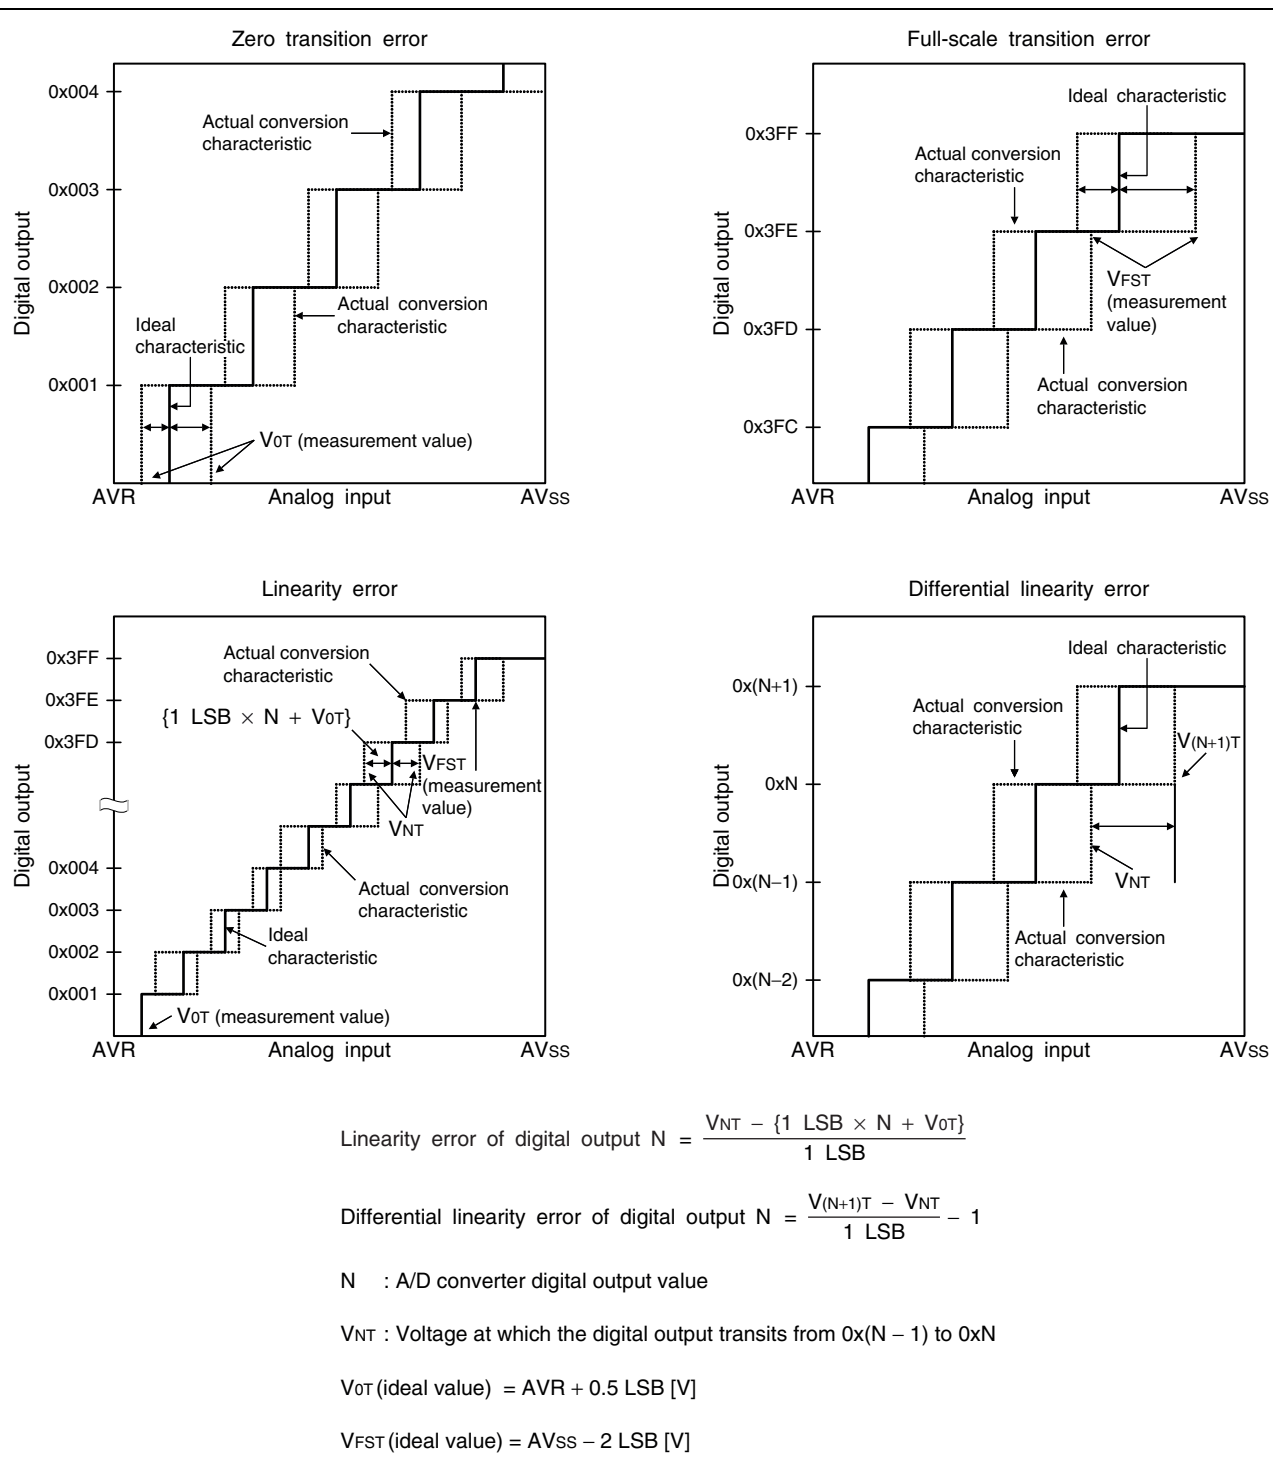 Zero transition error
0x004
0x003
0x002
0x001
Digital output
Actual conversion
characteristic
Actual conversion
characteristic
Ideal
characteristic
V0T (measurement value)
AVR
Analog input
AVSS
Full-scale transition error
0x3FF
0x3FE
0x3FD
0x3FC
Digital output
Ideal characteristic
Actual conversion
characteristic
VFST
(measurement
value)
Actual conversion
characteristic
AVR
Analog input
AVSS
Linearity error
0x3FF
0x3FE
0x3FD
0x004
0x003
0x002
0x001
Digital output
Actual conversion
characteristic
{1 LSB × N + V0T}
VFST
(measurement
value)
VNT
Actual conversion
characteristic
Ideal
characteristic
V0T (measurement value)
AVR
Analog input
AVSS
Differential linearity error
0x(N+1)
0xN
0x(N−1)
0x(N−2)
Digital output
Ideal characteristic
Actual conversion
characteristic
V(N+1)T
VNT
Actual conversion
characteristic
AVR
Analog input
AVSS
Linearity error of digital output N = VNT − {1 LSB × N + V0T}
1 LSB
Differential linearity error of digital output N = V(N+1)T − VNT
1 LSB
− 1
N : A/D converter digital output value
VNT : Voltage at which the digital output transits from 0x(N − 1) to 0xN
V0T (ideal value) = AVR + 0.5 LSB [V]
VFST (ideal value) = AVSS − 2 LSB [V]